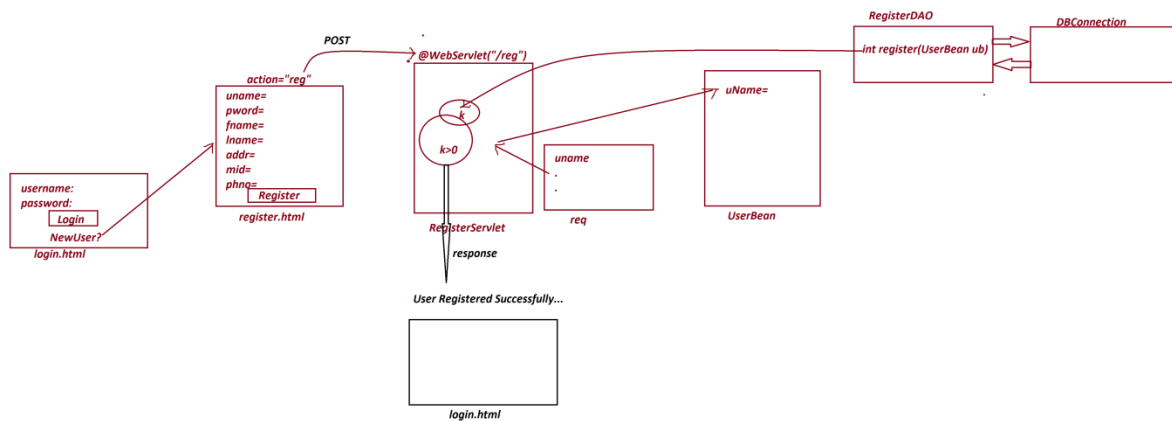 username:
password:
Login
NewUser?
login.html
action="reg"
uname=
pword=
fname=
lname=
addr=
mid=
phno=
Register
register.html
POST
@WebServlet("/reg")
k
k>0
RegisterServlet
response
User Registered Successfully...
login.html
uname
.
.
req
uName=
UserBean
RegisterDAO
int register(UserBean ub)
DBConnection